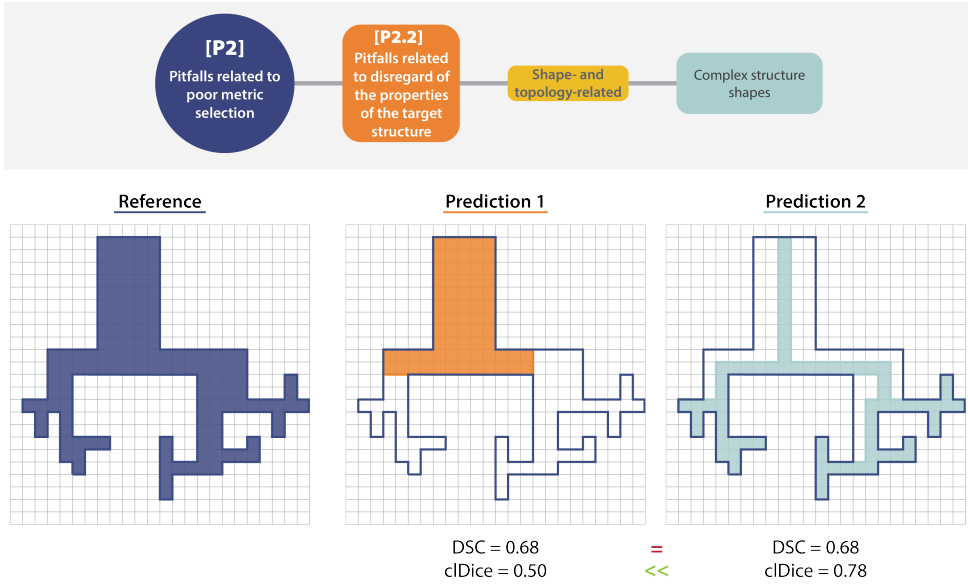 [P2]
Pitfalls related to
poor metric
selection
[P2.2]
Pitfalls related
to disregard of
the properties
of the target
structure
Shape- and
topology-related
Complex structure
shapes
Reference
Prediction 1
Prediction 2
DSC = 0.68 = DSC = 0.68
clDice = 0.50 << clDice = 0.78